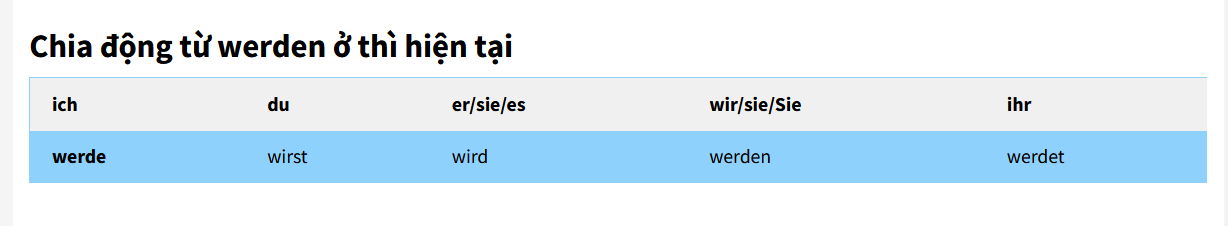 Chia động từ werden ở thì hiện tại
ich du er/sie/es wir/sie/Sie ihr
werde wirst wird werden werdet